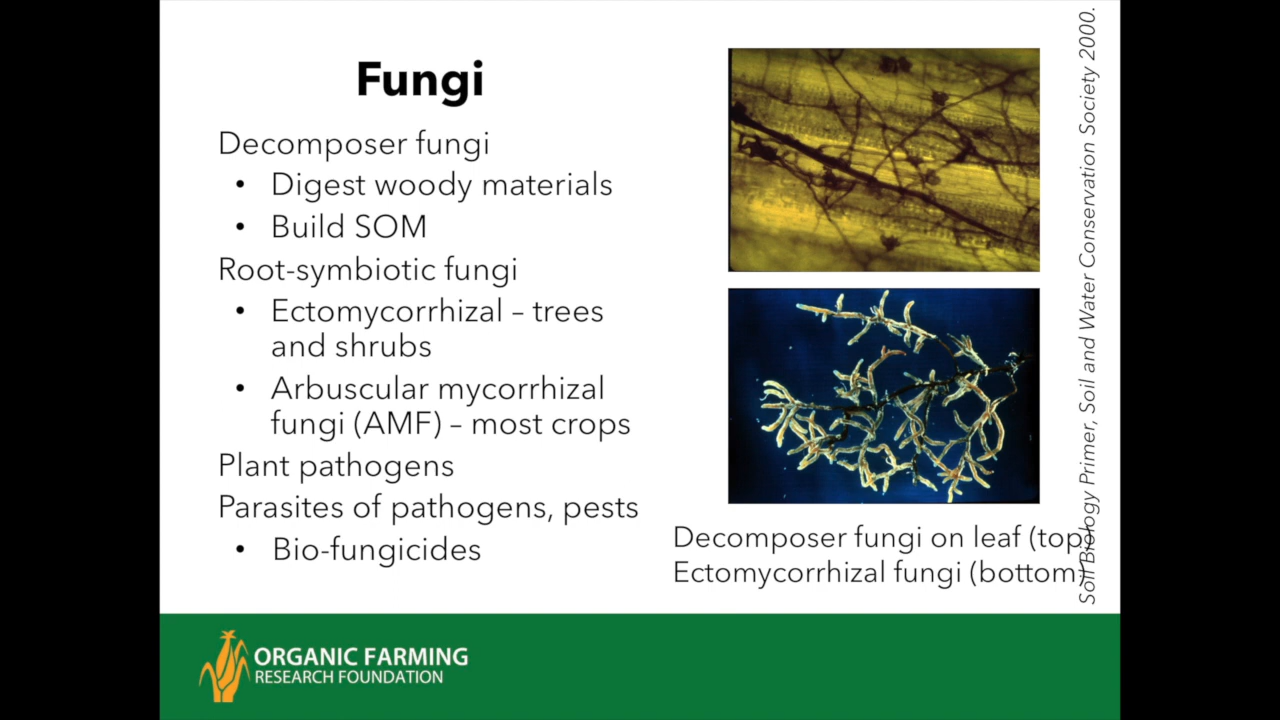 Fungi
Decomposer fungi
• Digest woody materials
• Build SOM
Root-symbiotic fungi
• Ectomycorrhizal – trees
and shrubs
• Arbuscular mycorrhizal
fungi (AMF) – most crops
Plant pathogens
Parasites of pathogens, pests
• Bio-fungicides
Decomposer fungi on leaf (top)
Ectomycorrhizal fungi (bottom)
Soil Biology Primer, Soil and Water Conservation Society 2000.
ORGANIC FARMING
RESEARCH FOUNDATION